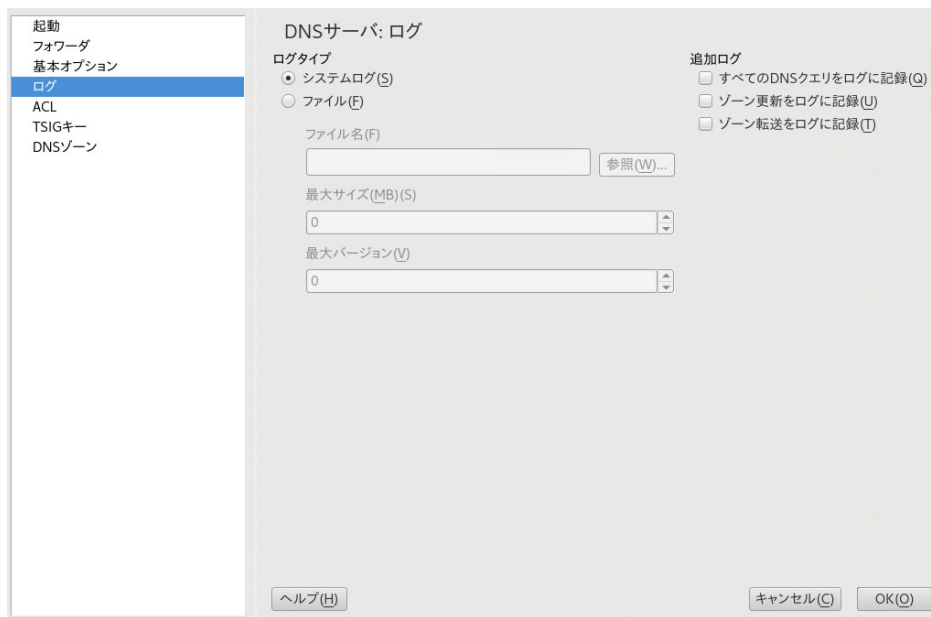 起動
フォワーダ
基本オプション
ログ
ACL
TSIGキー
DNSゾーン
DNSサーバ: ログ
ログタイプ
システムログ(S)
ファイル(F)
ファイル名(F)
参照(W)...
最大サイズ(MB)(S)
0
最大バージョン(V)
0
追加ログ
すべてのDNSクエリをログに記録(Q)
ゾーン更新をログに記録(U)
ゾーン転送をログに記録(T)
ヘルプ(H)
キャンセル(C)
OK(O)